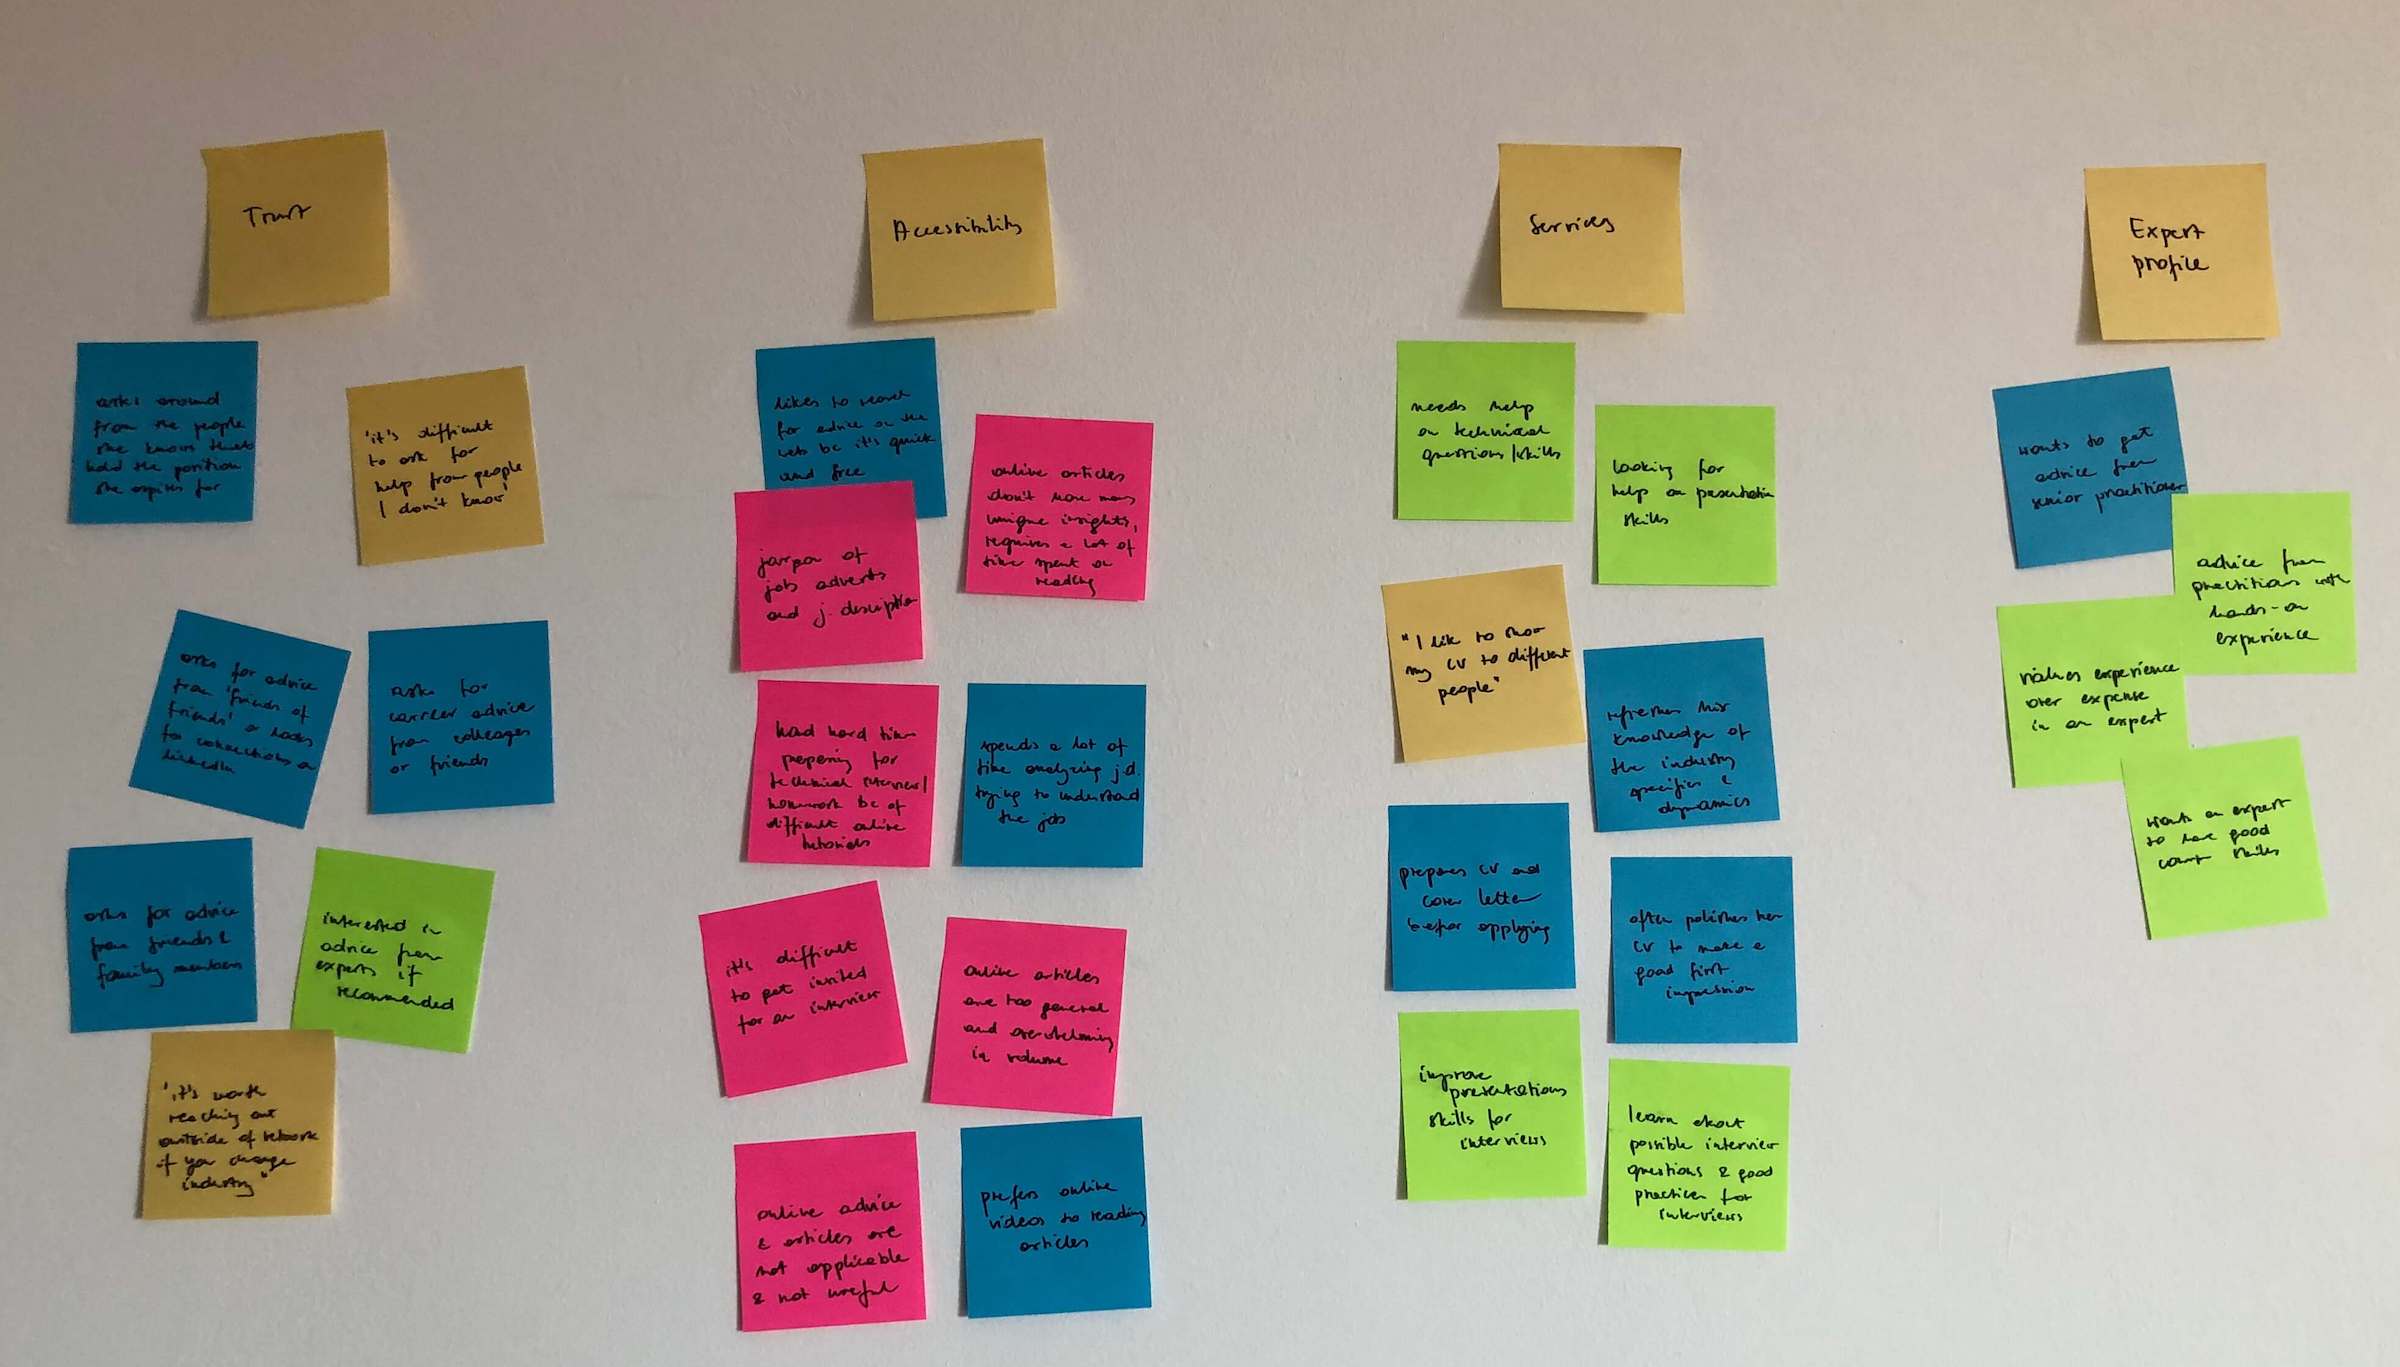 Trust
asks around
from the people
she knows that
hold the position
she aspires for
'it's difficult
to ask for
help from people
I don't know'
asks for advice
from 'friends of
friends' or looks
for connections on
linkedIn
asks for
carreer advice
from colleages
or friends
asks for advice
from friends &
family members
interested in
advice from
experts if
recommended
'it's worth
reaching out
outside of network
if you change
industry"
Accessibility
likes to search
for advice on the
web bc it's quick
and free
online articles
don't have many
unique insights,
requires a lot of
time spent on
reading
jargon of
jobs adverts
and j. description
had hard time
preparing for
technical interview/
homework bc of
difficult online
tutorials
spends a lot of
time analyzing j.d.
trying to understand
the job
it's difficult
to get invited
for an interview
online articles
are too general
and overwhelming
in volume
online advice
& articles are
not applicable
& not useful
prefers online
videos to reading
articles
Services
needs help
on technical
questions/skills
looking for
help on presentation
skills
"I like to show
my CV to different
people"
refreshes his
knowledge of
the industry
specifics &
dynamics
prepares CV and
cover letter
before applying
often polishes her
CV to make a
good first
impression
improve
presentations
skills for
interviews
learn about
possible interview
questions & good
practices for
interviews
Expert
profile
wants to get
advice from
senior practitioner
advice from
practitions with
hands-on
experience
values experience
over expense
in an expert
wants an expert
to have good
skills